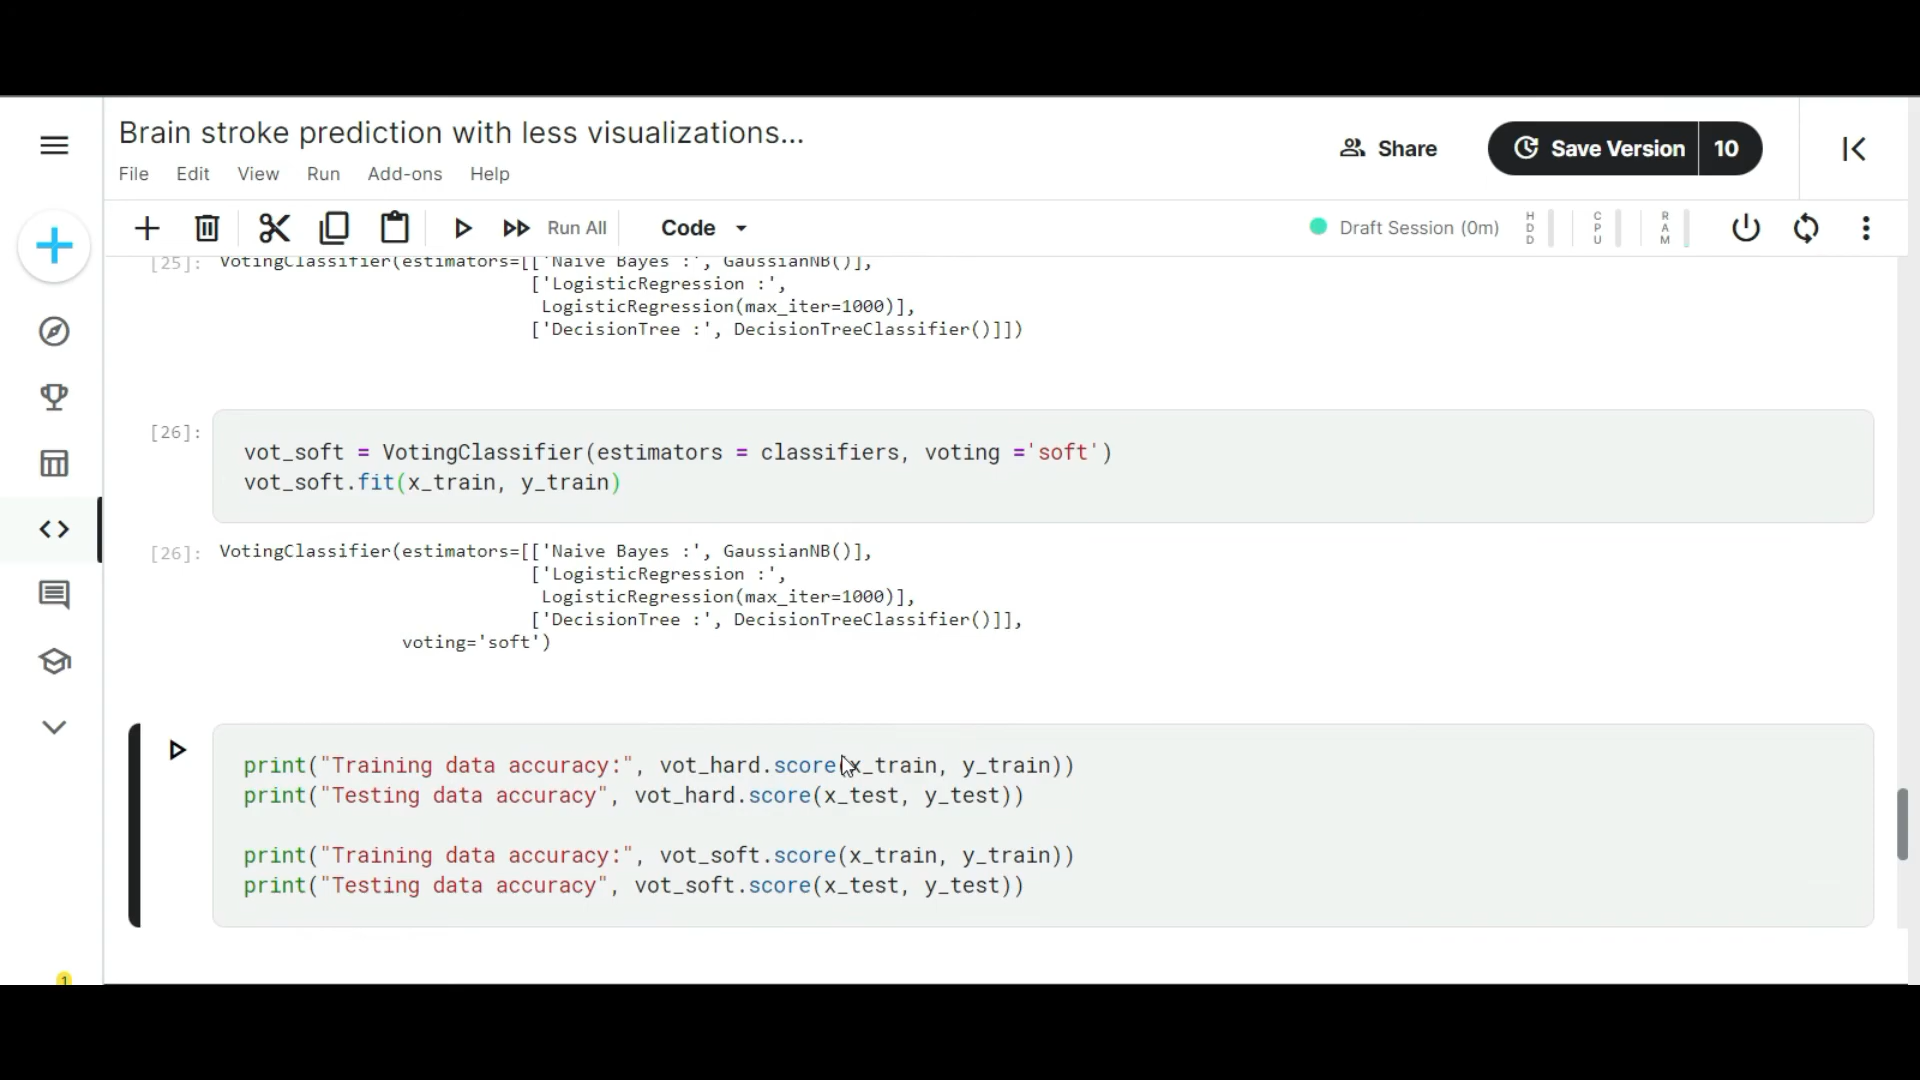 Brain stroke prediction with less visualizations...
File Edit View Run Add-ons Help
Share
Save Version 10
Run All
Code
Draft Session (0m)
HDD
CPU
RAM
[25]: VotingClassifier(estimators=[['Naive Bayes :', GaussianNB()],
['LogisticRegression :',
LogisticRegression(max_iter=1000)],
['DecisionTree :', DecisionTreeClassifier()]])
[26]:
vot_soft = VotingClassifier(estimators = classifiers, voting ='soft')
vot_soft.fit(x_train, y_train)
[26]: VotingClassifier(estimators=[['Naive Bayes :', GaussianNB()],
['LogisticRegression :',
LogisticRegression(max_iter=1000)],
['DecisionTree :', DecisionTreeClassifier()]],
voting='soft')
print("Training data accuracy:", vot_hard.score(x_train, y_train))
print("Testing data accuracy", vot_hard.score(x_test, y_test))
print("Training data accuracy:", vot_soft.score(x_train, y_train))
print("Testing data accuracy", vot_soft.score(x_test, y_test))
1